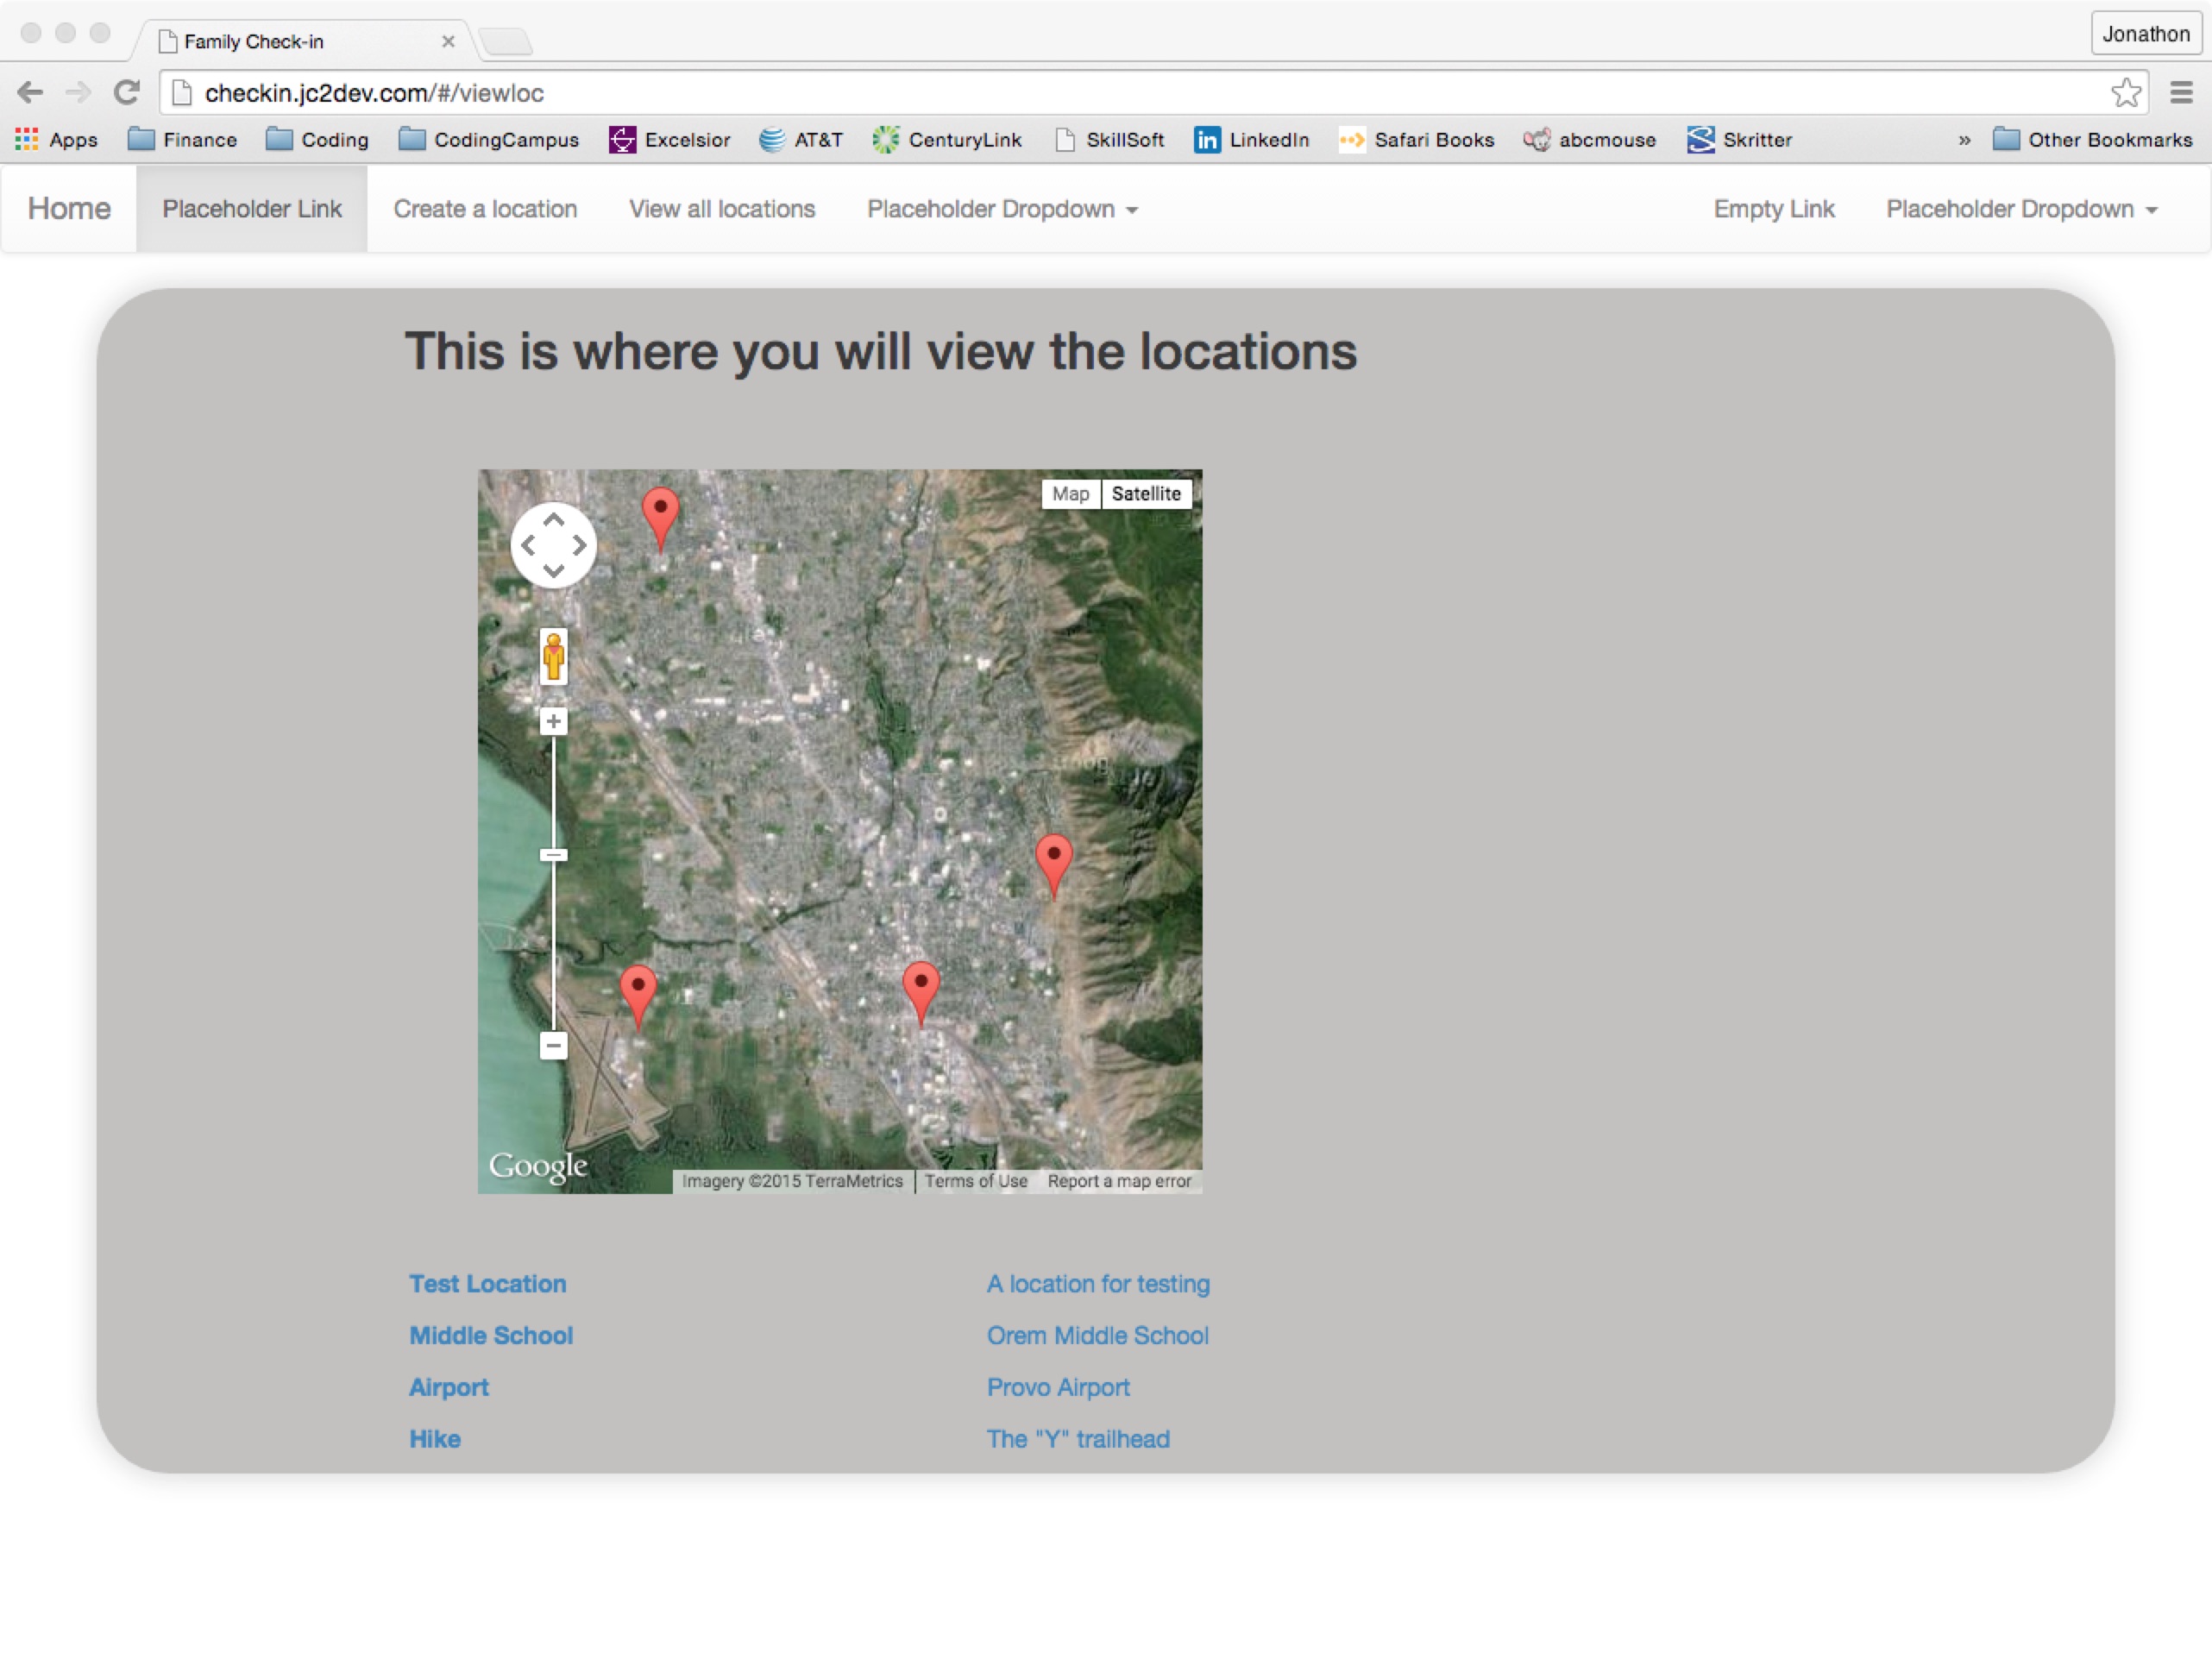 Family Check-in
Jonathon
checkin.jc2dev.com/#/viewloc
Apps Finance Coding CodingCampus Excelsior AT&T CenturyLink SkillSoft LinkedIn Safari Books abcmouse Skritter » Other Bookmarks
Home Placeholder Link Create a location View all locations Placeholder Dropdown Empty Link Placeholder Dropdown
This is where you will view the locations
Map Satellite
Google
Imagery ©2015 TerraMetrics Terms of Use Report a map error
Test Location A location for testing
Middle School Orem Middle School
Airport Provo Airport
Hike The "Y" trailhead